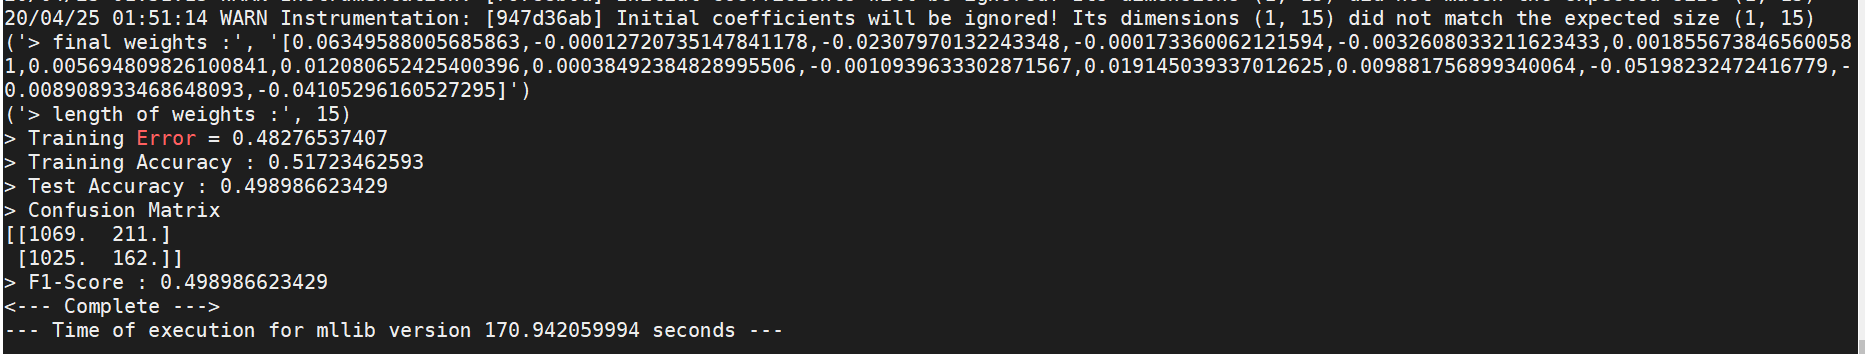 20/04/25 01:51:14 WARN Instrumentation: [947d36ab] Initial coefficients will be ignored! Its dimensions (1, 15) did not match the expected size (1, 15)
('> final weights :', '[0.06349588005685863,-0.00012720735147841178,-0.02307970132243348,-0.000173360062121594,-0.0032608033211623433,0.001855673846560058
1,0.005694809826100841,0.012080652425400396,0.00038492384828995506,-0.0010939633302871567,0.019145039337012625,0.009881756899340064,-0.05198232472416779,-
0.008908933468648093,-0.04105296160527295]')
('> length of weights :', 15)
> Training Error = 0.48276537407
> Training Accuracy : 0.51723462593
> Test Accuracy : 0.498986623429
> Confusion Matrix
[[1069.  211.]
 [1025.  162.]]
> F1-Score : 0.498986623429
<--- Complete --->
--- Time of execution for mllib version 170.942059994 seconds ---